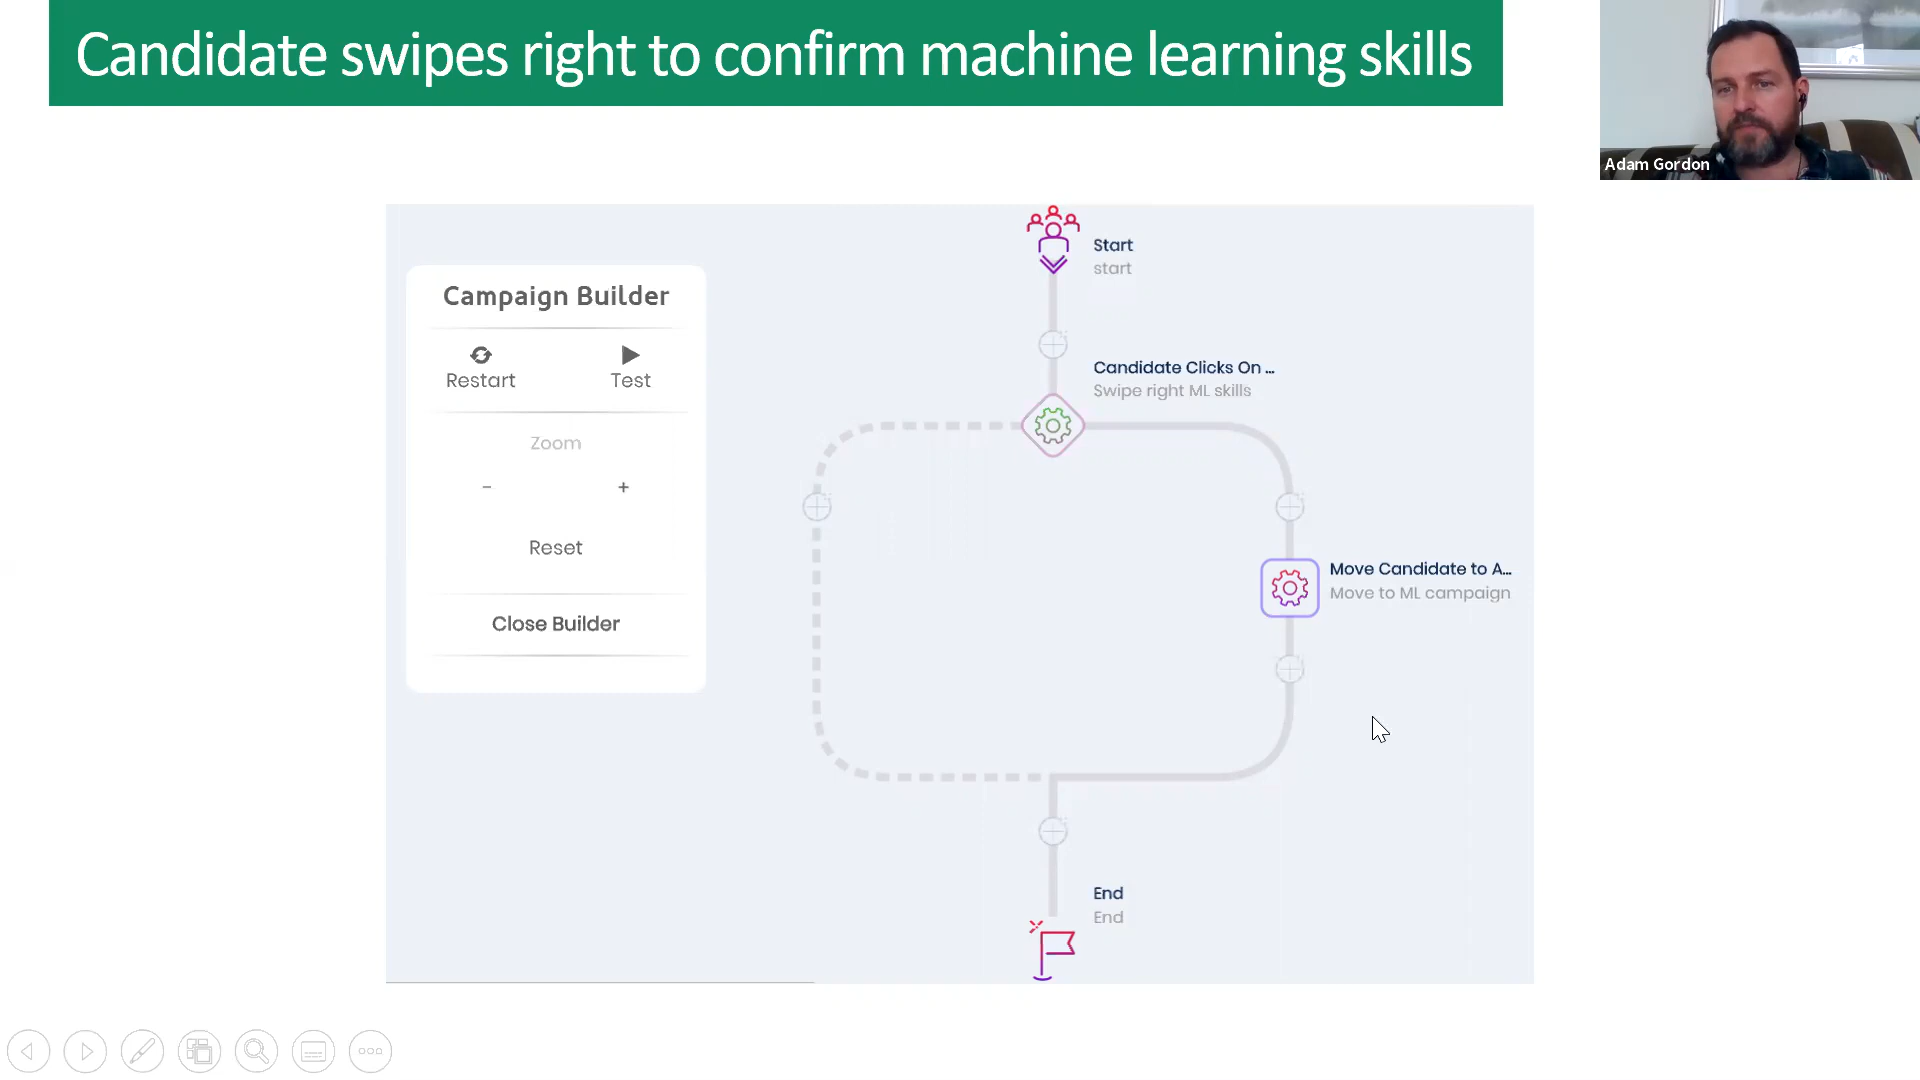 Candidate swipes right to confirm machine learning skills
Adam Gordon
Start
start
Campaign Builder
Restart
Test
Candidate Clicks On ...
Swipe right ML skills
Zoom
-
+
Reset
Move Candidate to A...
Move to ML campaign
Close Builder
End
End